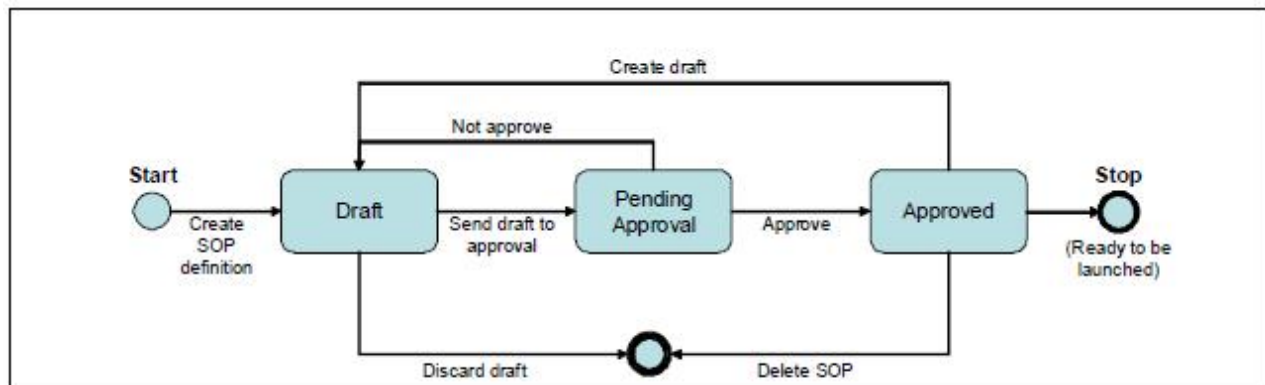 Create draft
Not approve
Start
Stop
Draft
Pending
Approval
Approved
Create
SOP
definition
Send draft to
approval
Approve
(Ready to be
launched)
Discard draft
Delete SOP